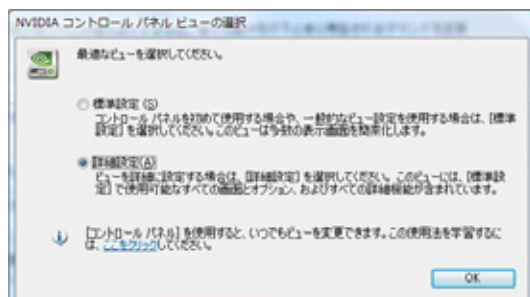 NVIDIA コントロール パネル ビューの選択
最適なビューを選択してください。
標準設定(S)
コントロール パネルを初めて使用する場合や、一般的なビュー設定を使用する場合は、[標準
設定] を選択してください。このビューは多数の表示画面を簡素化します。
詳細設定(A)
ビューを詳細に設定する場合は、[詳細設定] を選択してください。このビューには、[標準設
定] で使用可能なすべての画面とオプション、およびすべての詳細機能が含まれています。
[コントロール パネル] を使用すると、いつでもビューを変更できます。この使用法を学習するに
は、ここをクリックしてください。
OK